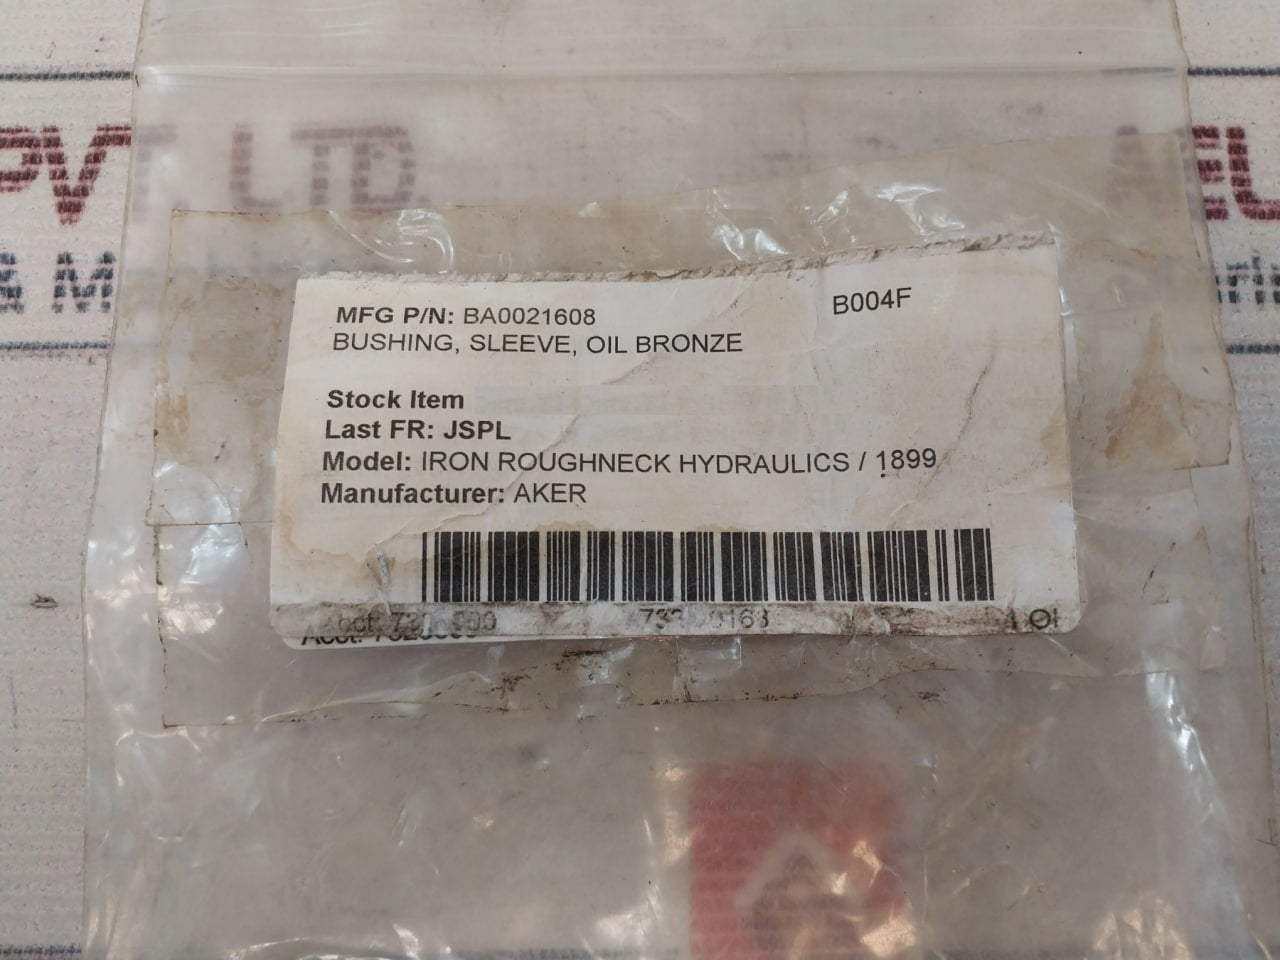 PVT. LTD.
MFG P/N: BA0021608
B004F
BUSHING, SLEEVE, OIL BRONZE
Stock Item
Last FR: JSPL
Model: IRON ROUGHNECK HYDRAULICS / 1899
Manufacturer: AKER
Acct: